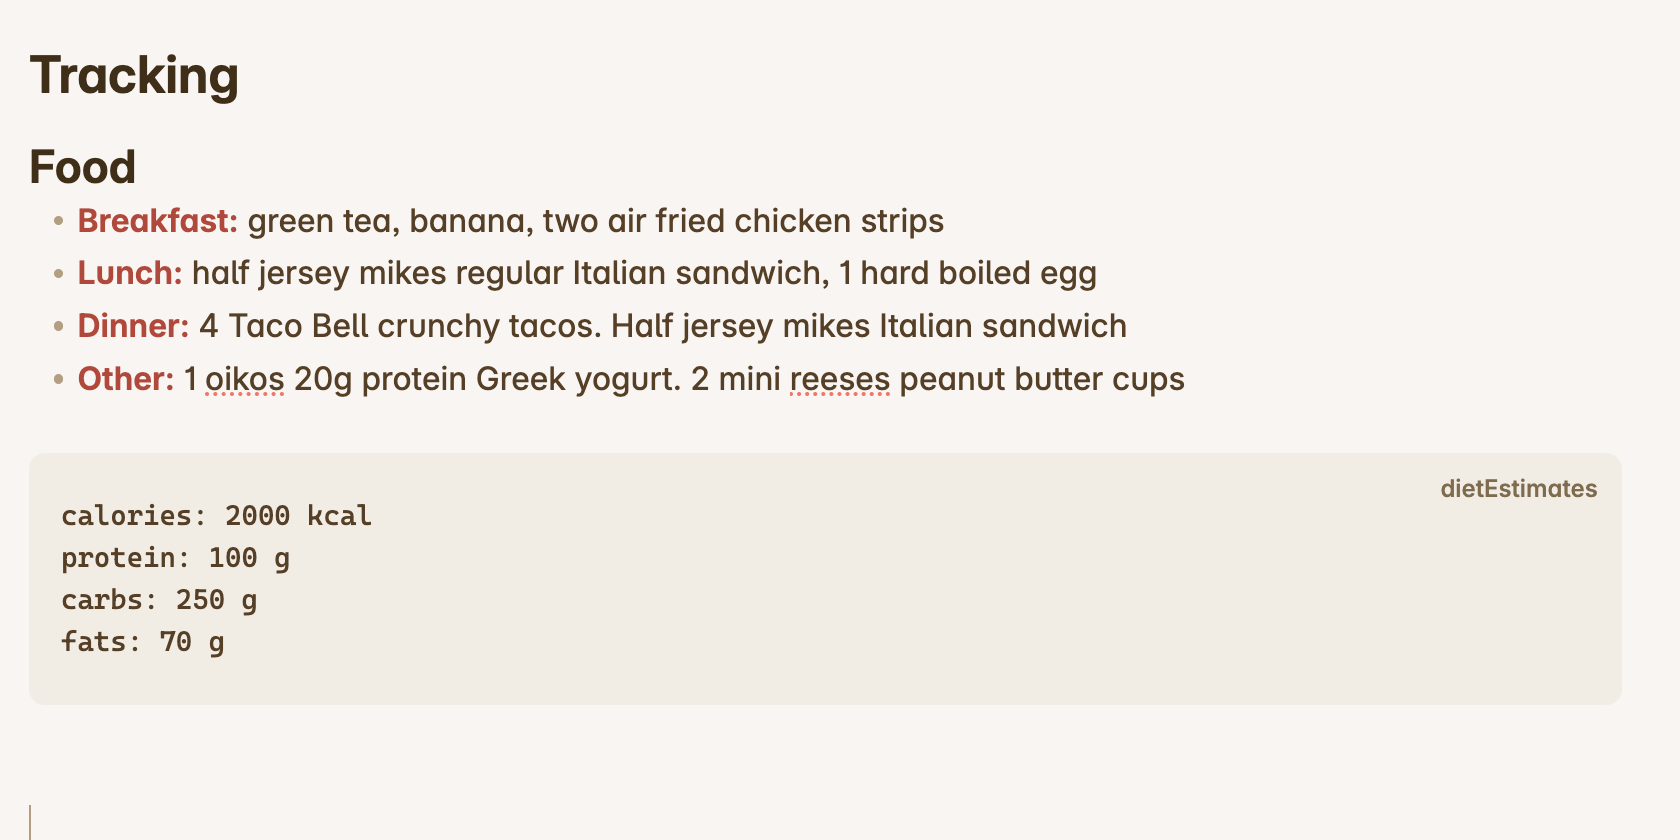 Tracking
Food
• Breakfast: green tea, banana, two air fried chicken strips
• Lunch: half jersey mikes regular Italian sandwich, 1 hard boiled egg
• Dinner: 4 Taco Bell crunchy tacos. Half jersey mikes Italian sandwich
• Other: 1 oikos 20g protein Greek yogurt. 2 mini reeses peanut butter cups
dietEstimates
calories: 2000 kcal
protein: 100 g
carbs: 250 g
fats: 70 g